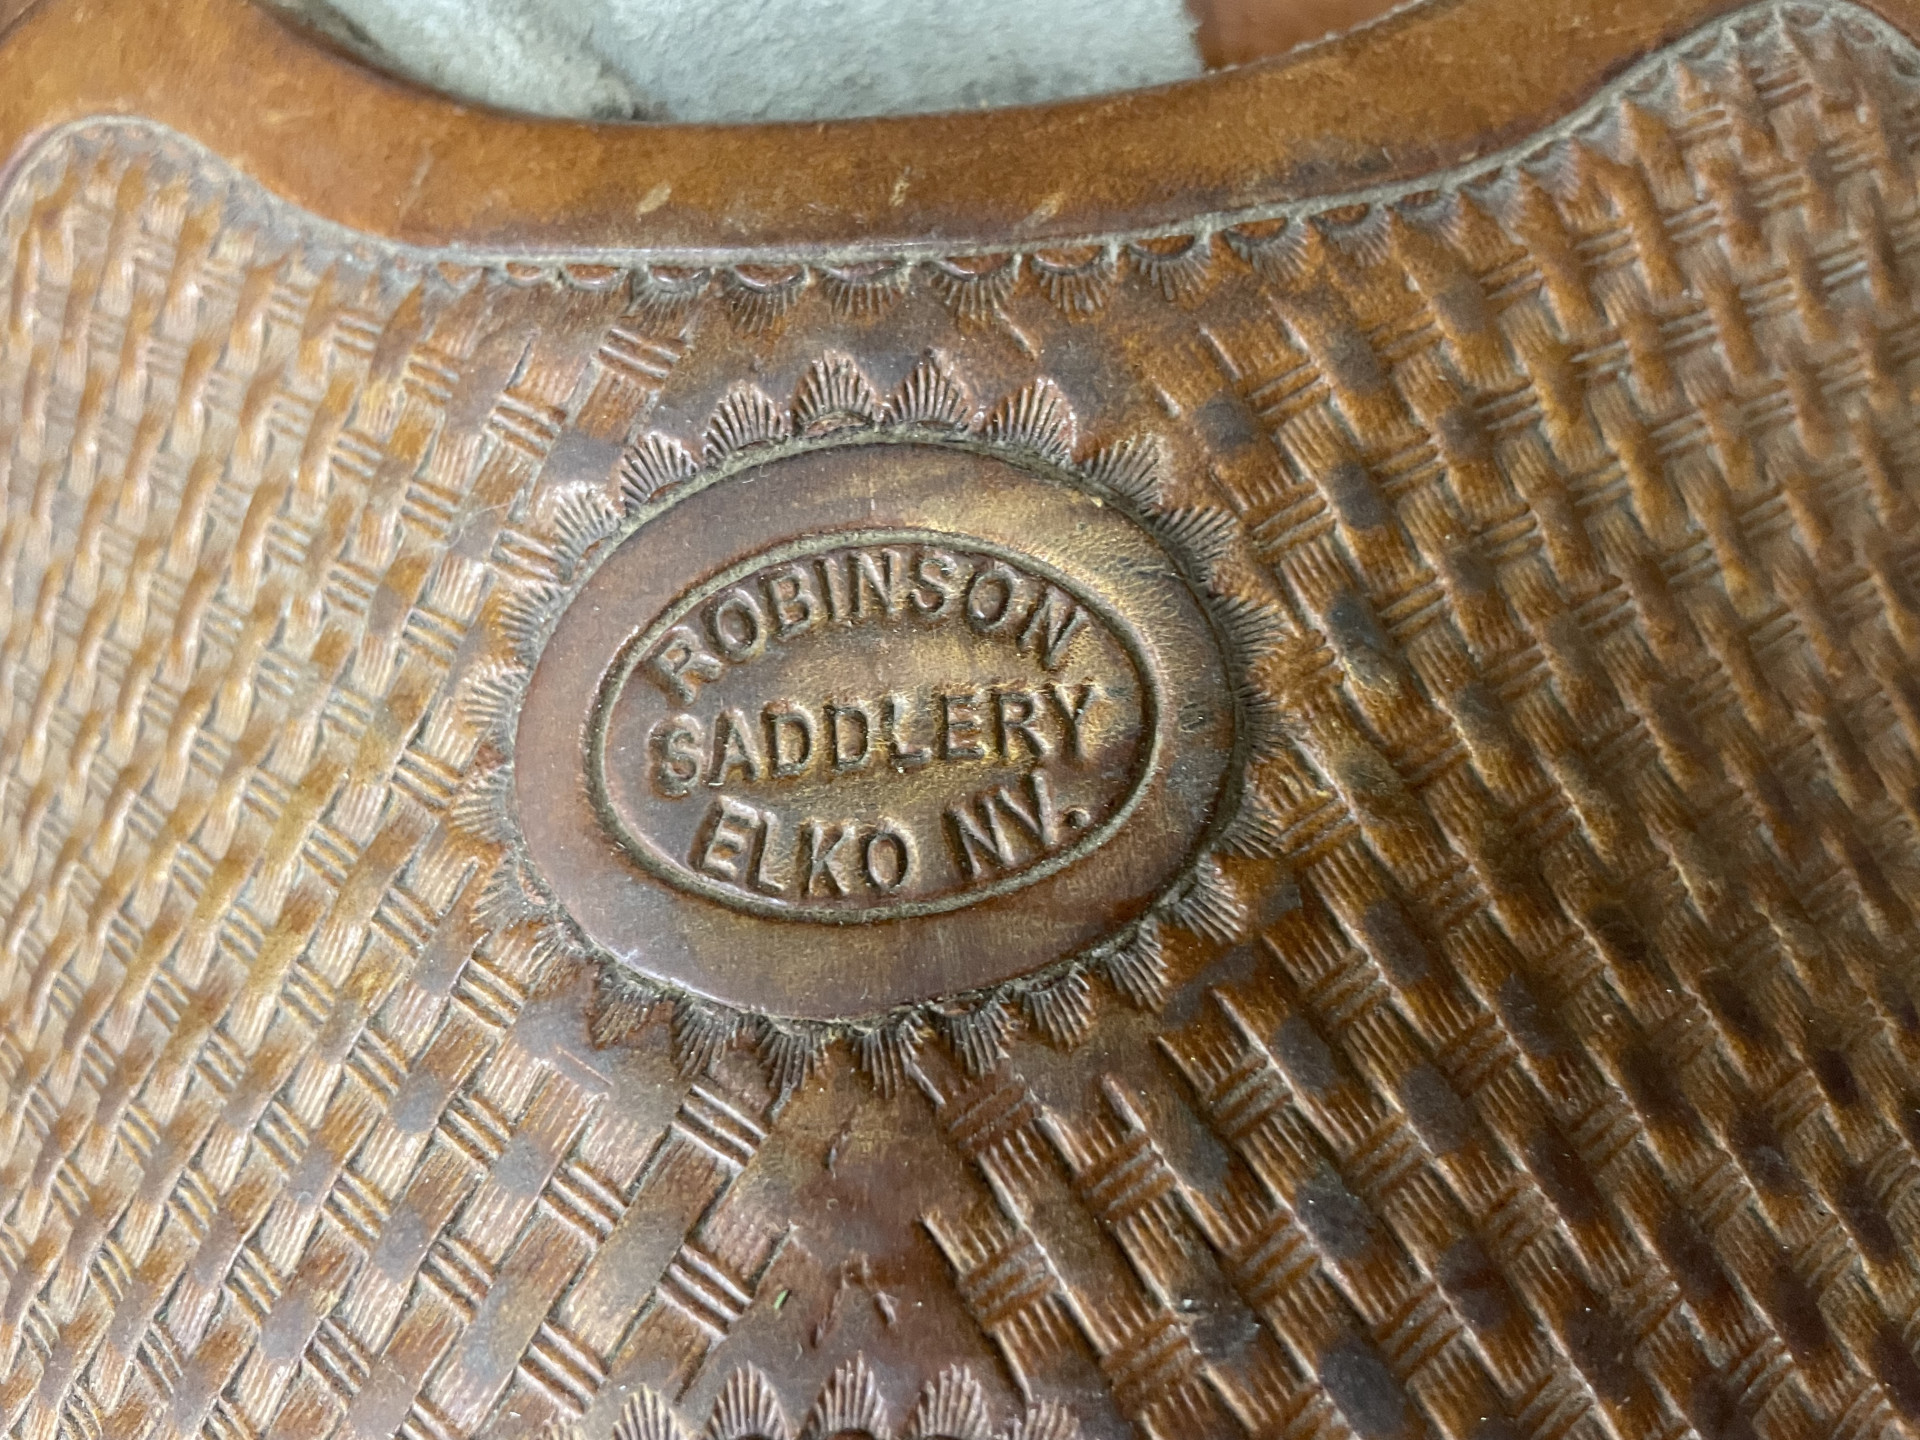 ROBINSON
SADDLERY
ELKO NV.